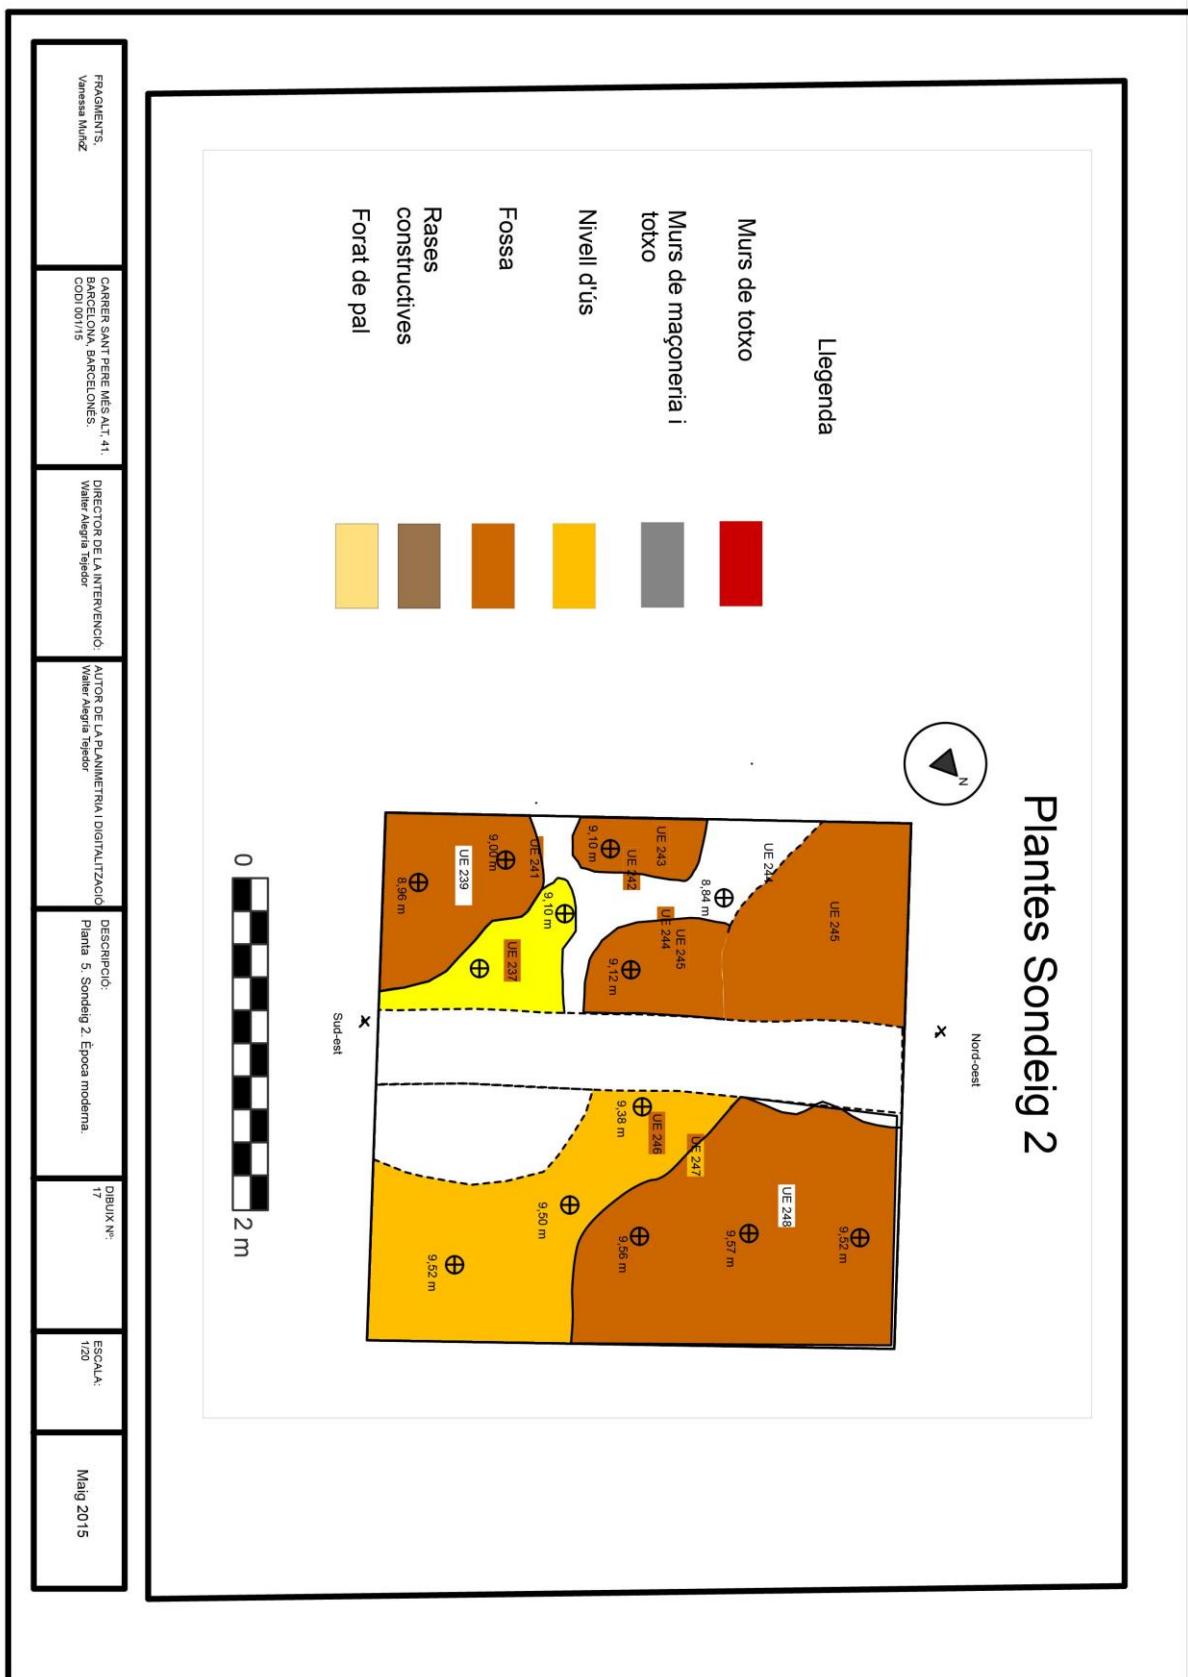 Plantes Sondeig 2
Llegenda
Murs de totxo
Murs de maçoneria i
totxo
Nivell d'ús
Fossa
Rases
constructives
Forat de pal
N
Nord-oest
UE 245
UE 244
8,84 m
UE 243
UE 242
9,10 m
UE 245
UE 244
9,12 m
UE 241
9,00 m
UE 239
8,96 m
9,10 m
UE 237
Sud-est
9,38 m
UE 246
UE 247
UE 248
9,52 m
9,57 m
9,56 m
9,50 m
9,52 m
0
2 m
FRAGMENTS,
Vanessa MuñoZ
CARRER SANT PERE MÉS ALT, 41.
BARCELONA, BARCELONÈS.
CODI 001/15
DIRECTOR DE LA INTERVENCIÓ:
Walter Alegría Tejedor
AUTOR DE LA PLANIMETRIA I DIGITALITZACIÓ
Walter Alegría Tejedor
DESCRIPCIÓ:
Planta 5. Sondeig 2. Època moderna.
DIBUIX Nº:
17
ESCALA:
1/20
Maig 2015